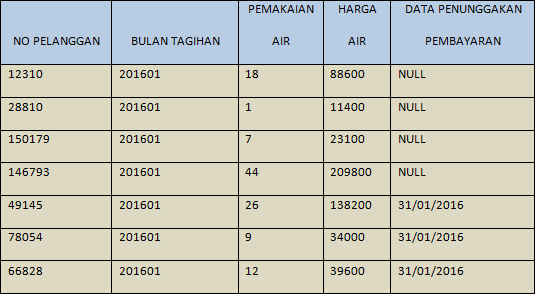 NO PELANGGAN BULAN TAGIHAN PEMAKAIAN AIR HARGA AIR DATA PENUNGGAKAN PEMBAYARAN
12310 201601 18 88600 NULL
28810 201601 1 11400 NULL
150179 201601 7 23100 NULL
146793 201601 44 209800 NULL
49145 201601 26 138200 31/01/2016
78054 201601 9 34000 31/01/2016
66828 201601 12 39600 31/01/2016